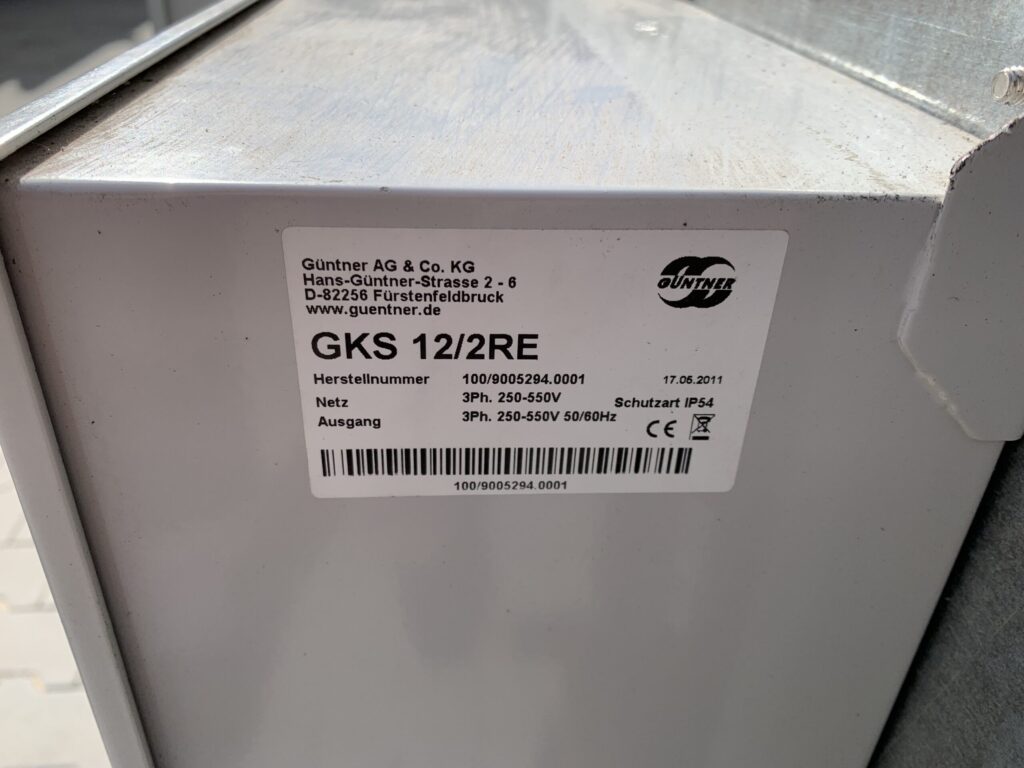 Güntner AG & Co. KG
Hans-Güntner-Strasse 2 - 6
D-82256 Fürstenfeldbruck
www.guentner.de
GÜNTNER
GKS 12/2RE
Herstellnummer 100/9005294.0001 17.05.2011
Netz 3Ph. 250-550V Schutzart IP54
Ausgang 3Ph. 250-550V 50/60Hz CE
100/9005294.0001